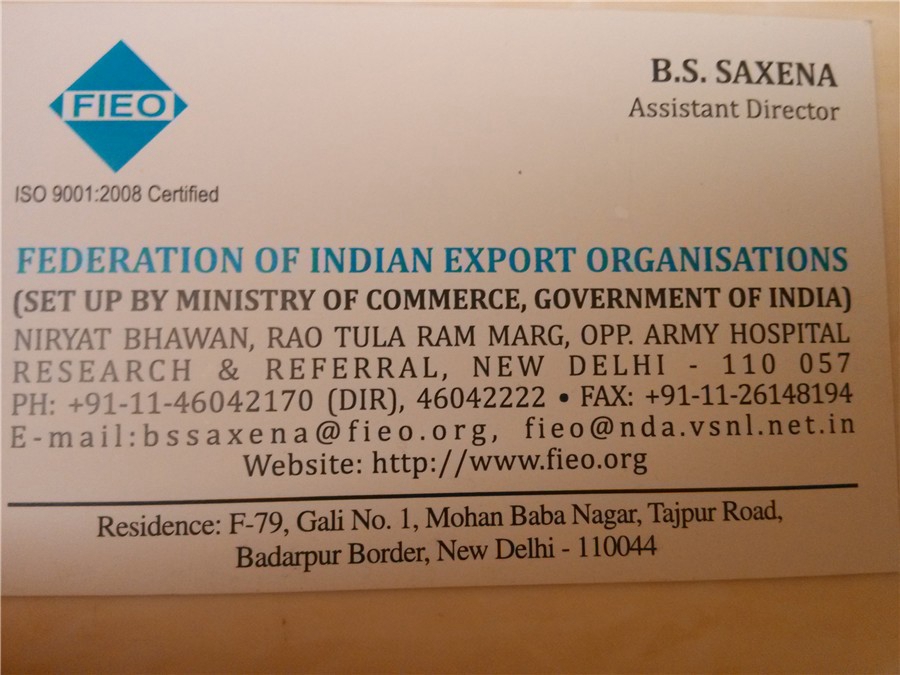 FIEO
ISO 9001:2008 Certified
B.S. SAXENA
Assistant Director
FEDERATION OF INDIAN EXPORT ORGANISATIONS
(SET UP BY MINISTRY OF COMMERCE, GOVERNMENT OF INDIA)
NIRYAT BHAWAN, RAO TULA RAM MARG, OPP. ARMY HOSPITAL
RESEARCH & REFERRAL, NEW DELHI - 110 057
PH: +91-11-46042170 (DIR), 46042222 • FAX: +91-11-26148194
E-mail:bssaxena@fieo.org, fieo@nda.vsnl.net.in
Website: http://www.fieo.org
Residence: F-79, Gali No. 1, Mohan Baba Nagar, Tajpur Road,
Badarpur Border, New Delhi - 110044